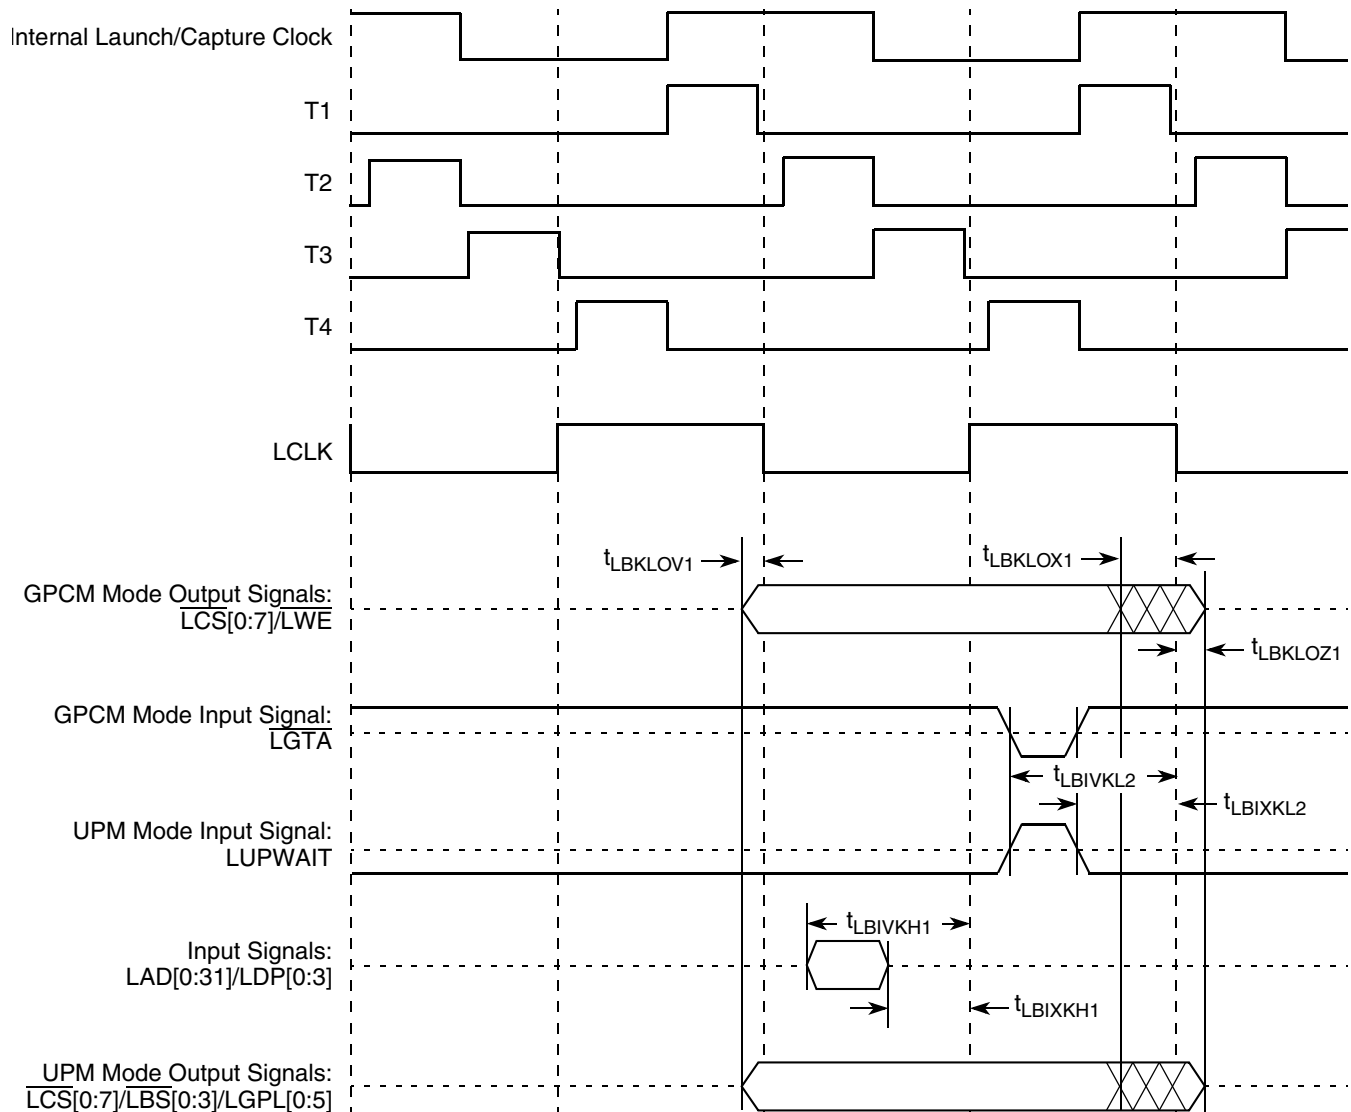 Internal Launch/Capture Clock
T1
T2
T3
T4
LCLK
tLBKLOV1
tLBKLOX1
GPCM Mode Output Signals:
LCS[0:7]/LWE
tLBKLOZ1
GPCM Mode Input Signal:
LGTA
tLBIVKL2
tLBIXKL2
UPM Mode Input Signal:
LUPWAIT
tLBIVKH1
Input Signals:
LAD[0:31]/LDP[0:3]
tLBIXKH1
UPM Mode Output Signals:
LCS[0:7]/LBS[0:3]/LGPL[0:5]